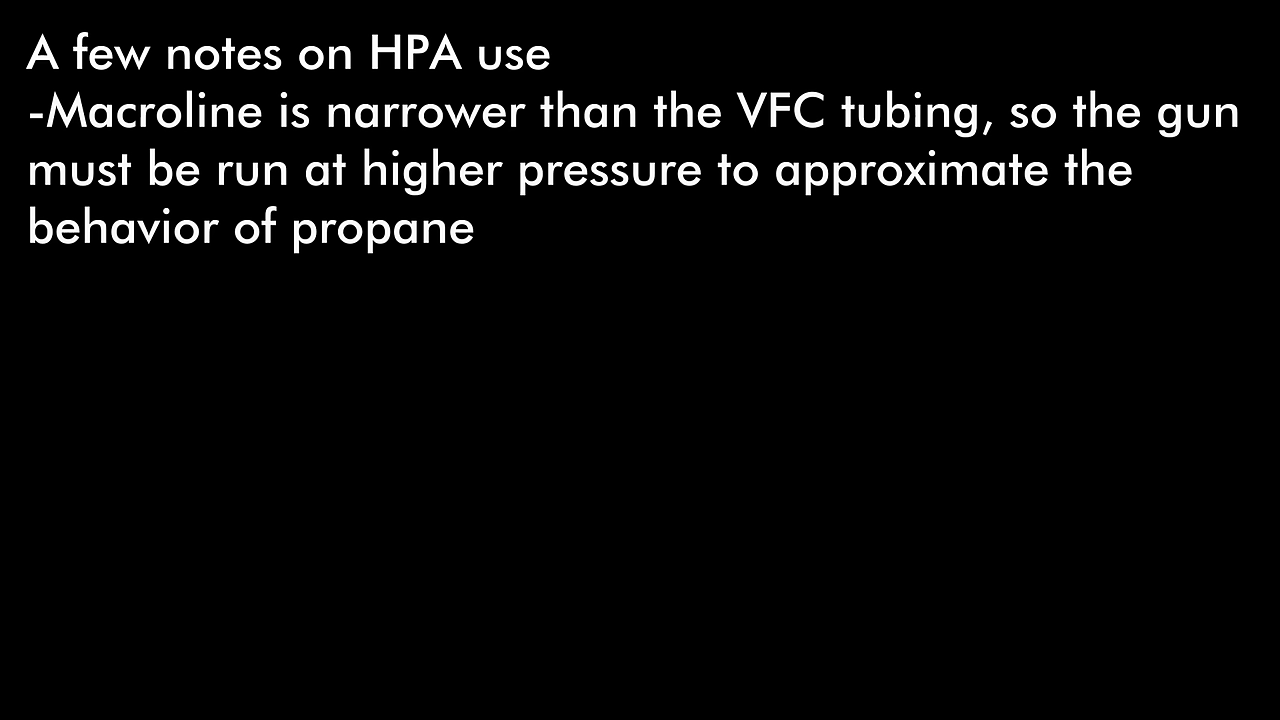 A few notes on HPA use
-Macroline is narrower than the VFC tubing, so the gun
must be run at higher pressure to approximate the
behavior of propane